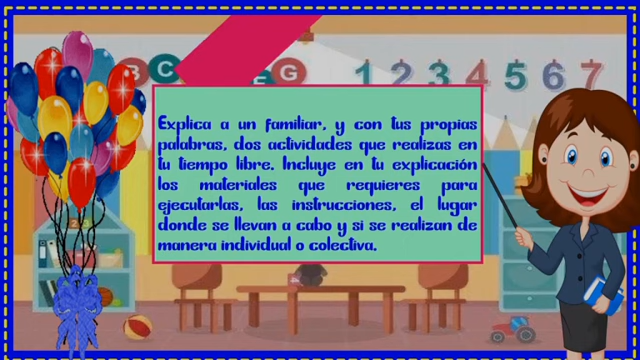 B C E G 1 2 3 4 5 6 7
Explica a un familiar, y con tus propias
palabras, dos actividades que realizas en
tu tiempo libre. Incluye en tu explicación
los materiales que requieres para
ejecutarlas, las instrucciones, el lugar
donde se llevan a cabo y si se realizan de
manera individual o colectiva.